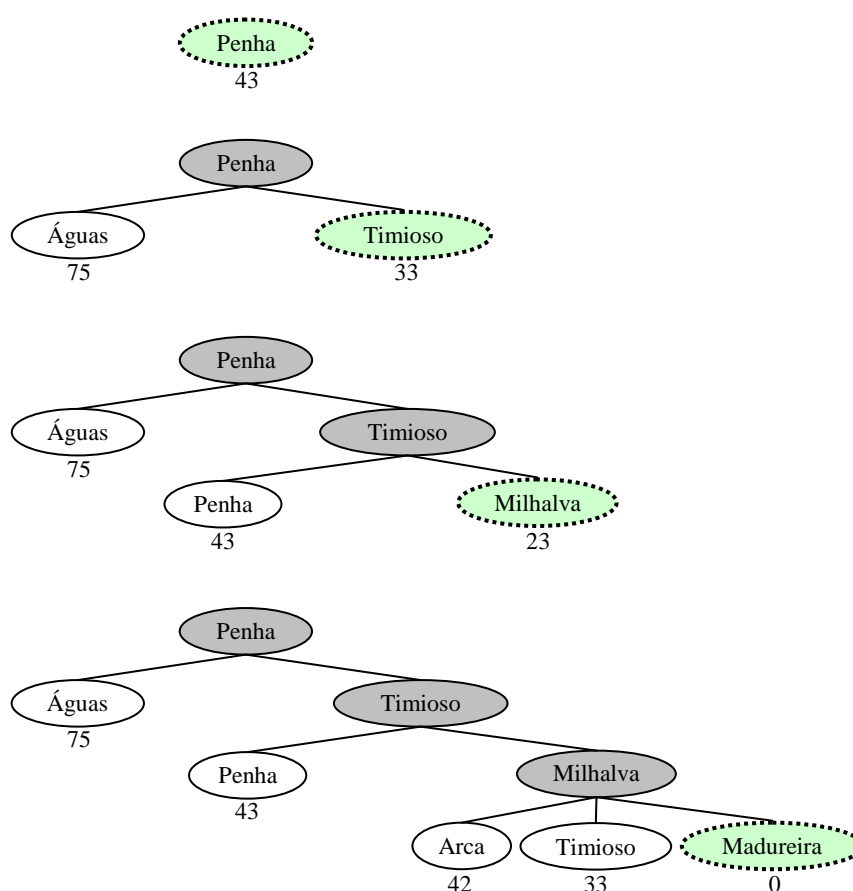 Penha
43
Penha
Águas Timioso
75 33
Penha
Águas Timioso
75
Penha Milhalva
43 23
Penha
Águas Timioso
75
Penha Milhalva
43
Arca Timioso Madureira
42 33 0